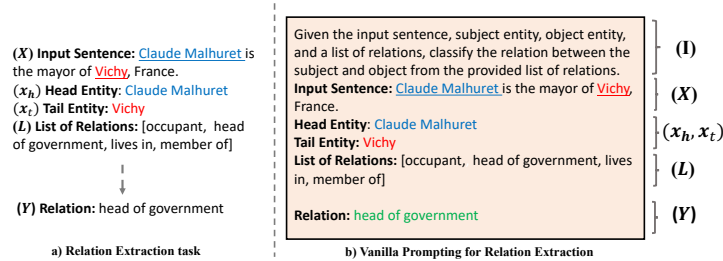 (X) Input Sentence: Claude Malhuret is
the mayor of Vichy, France.
(x_h) Head Entity: Claude Malhuret
(x_t) Tail Entity: Vichy
(L) List of Relations: [occupant, head
of government, lives in, member of]
(Y) Relation: head of government
a) Relation Extraction task
Given the input sentence, subject entity, object entity,
and a list of relations, classify the relation between the
subject and object from the provided list of relations.
Input Sentence: Claude Malhuret is the mayor of Vichy,
France.
Head Entity: Claude Malhuret
Tail Entity: Vichy
List of Relations: [occupant, head of government, lives
in, member of]
Relation: head of government
(I)
(X)
(x_h, x_t)
(L)
(Y)
b) Vanilla Prompting for Relation Extraction